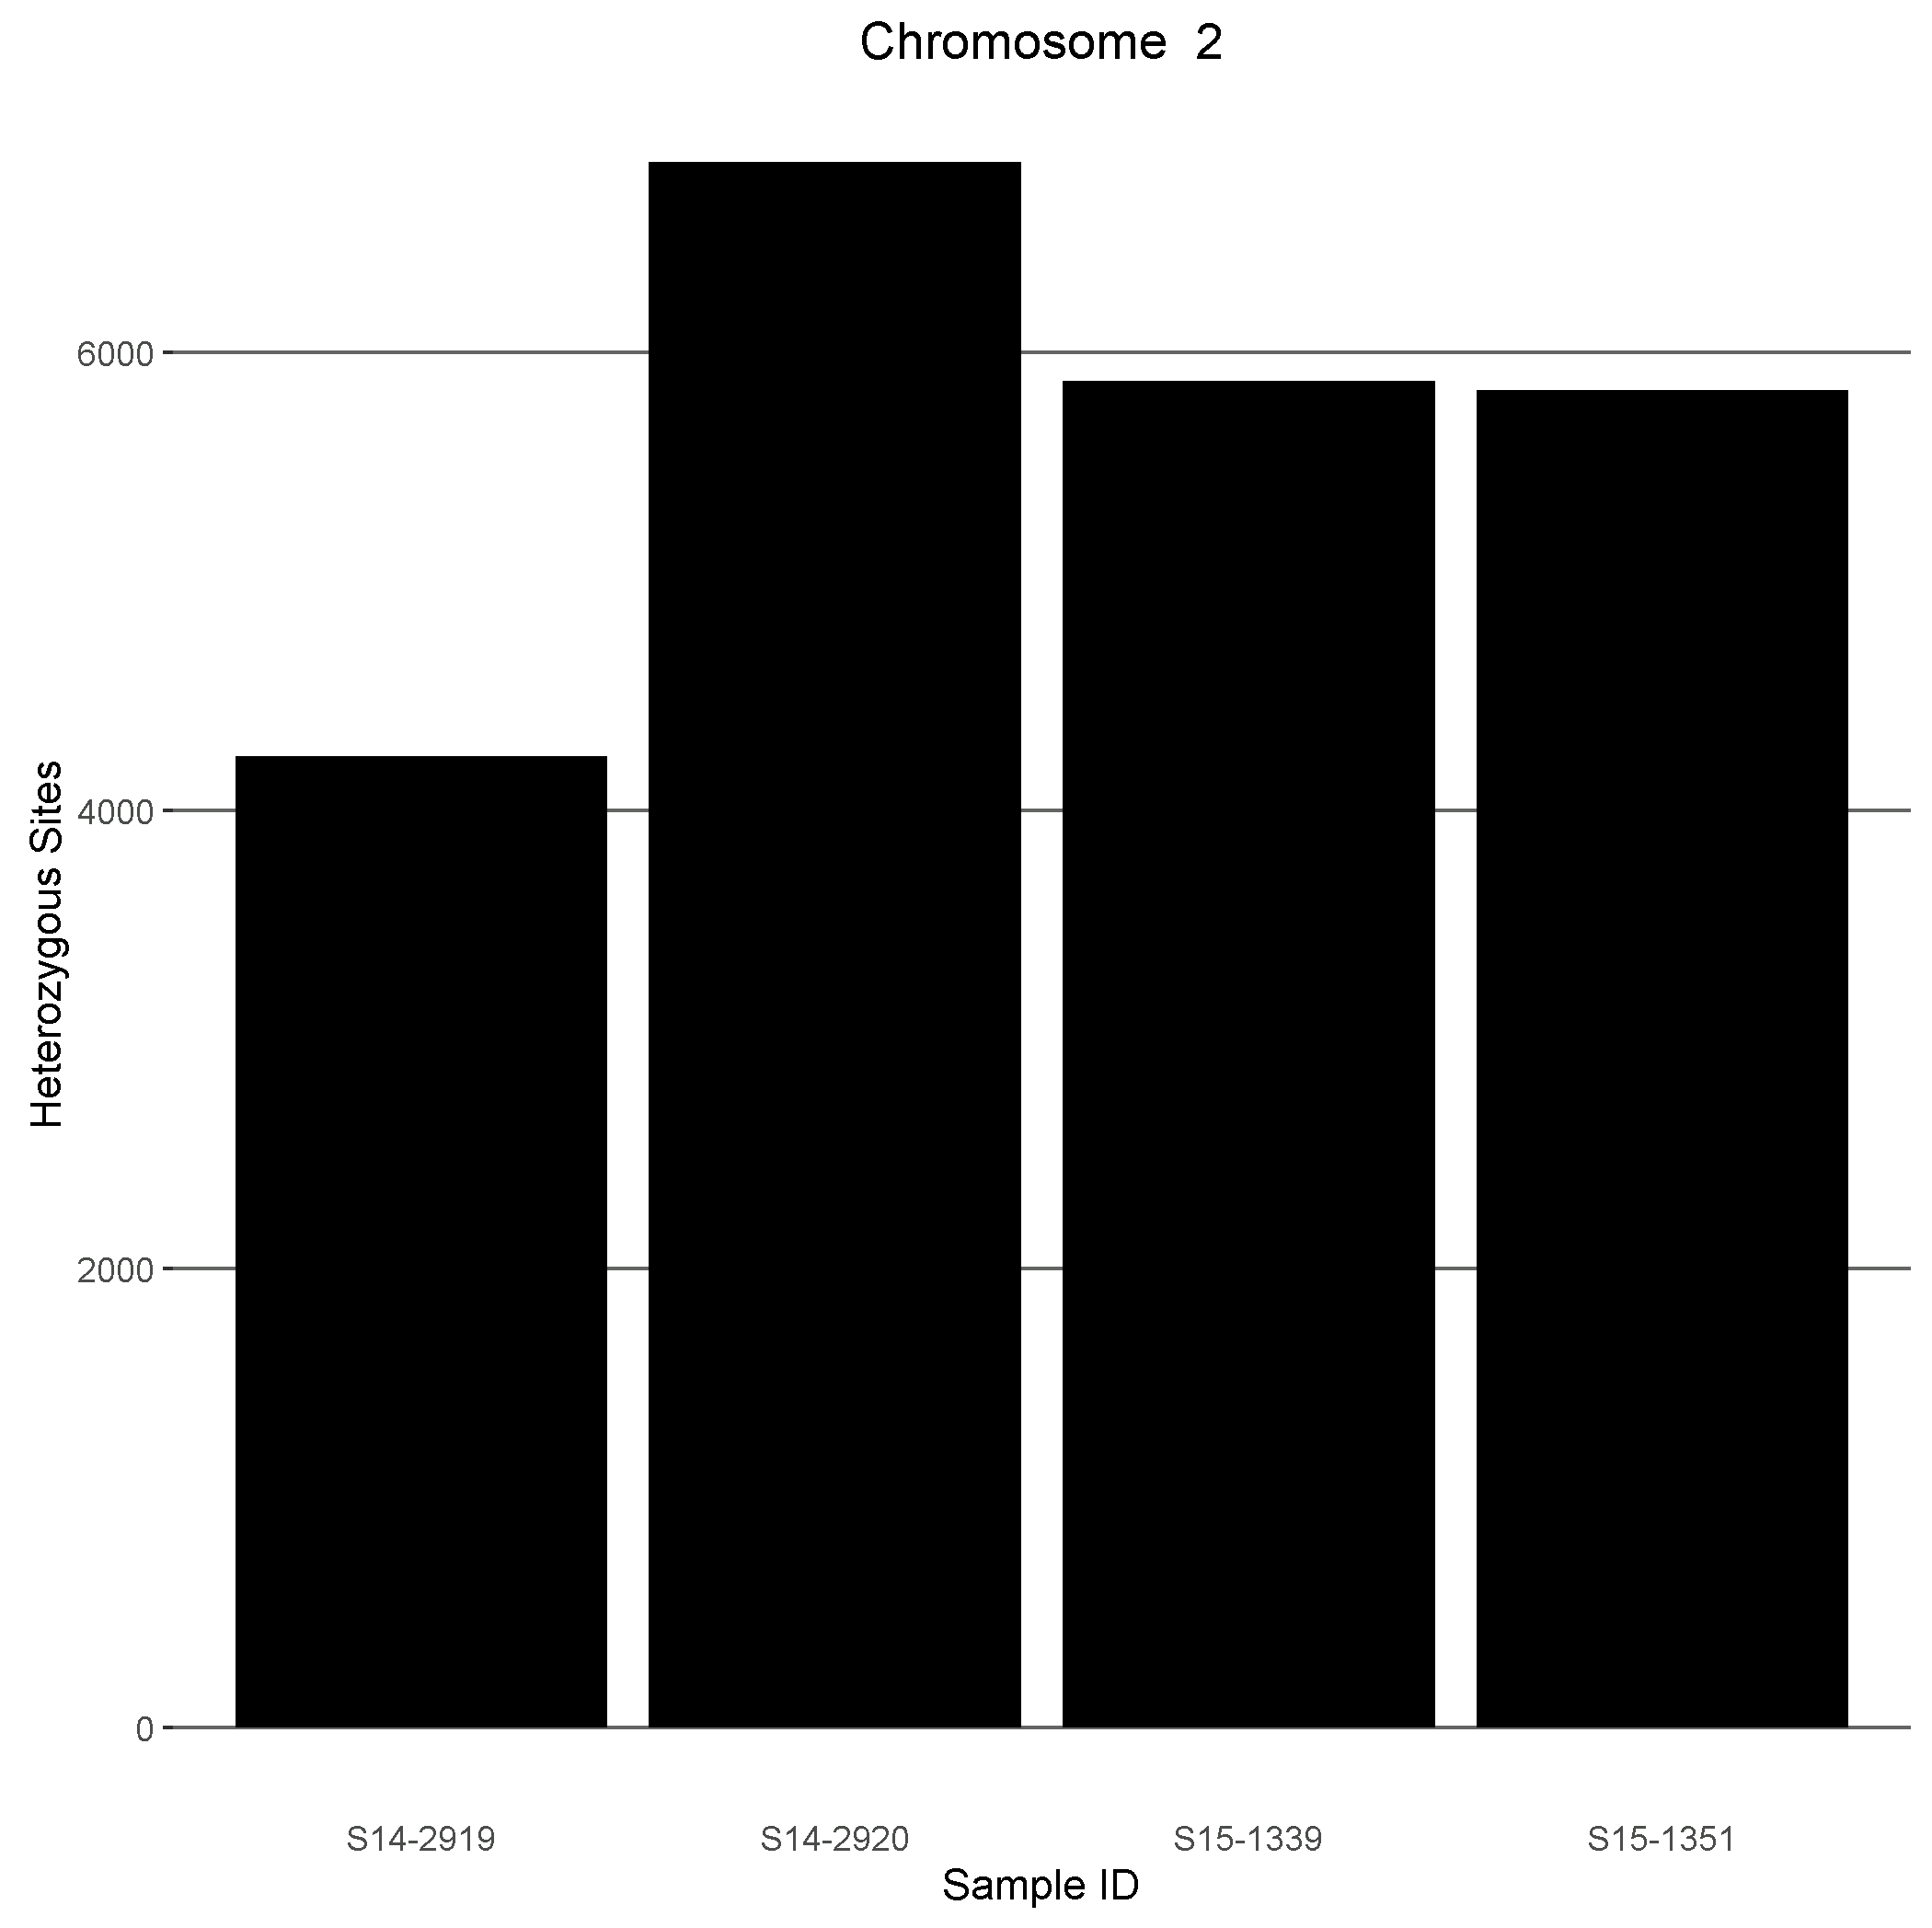 Chromosome  2
Heterozygous Sites
6000
4000
2000
0
S14-2919 S14-2920 S15-1339 S15-1351
Sample ID